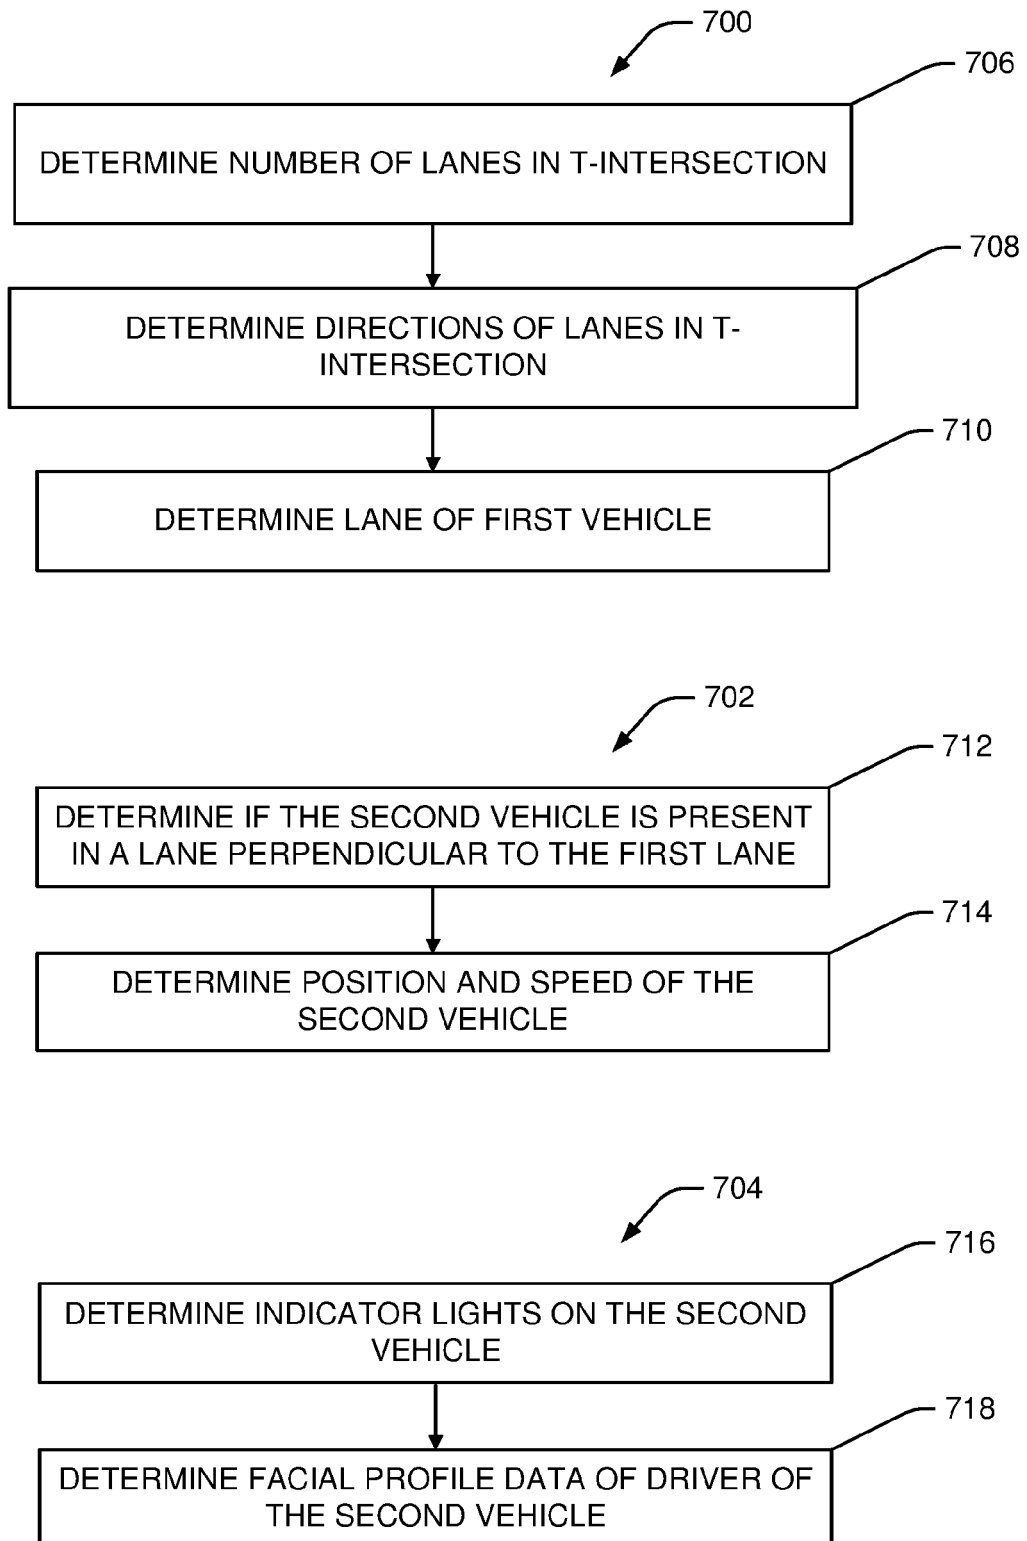 700
706
DETERMINE NUMBER OF LANES IN T-INTERSECTION
708
DETERMINE DIRECTIONS OF LANES IN T-
INTERSECTION
710
DETERMINE LANE OF FIRST VEHICLE
702
712
DETERMINE IF THE SECOND VEHICLE IS PRESENT
IN A LANE PERPENDICULAR TO THE FIRST LANE
714
DETERMINE POSITION AND SPEED OF THE
SECOND VEHICLE
704
716
DETERMINE INDICATOR LIGHTS ON THE SECOND
VEHICLE
718
DETERMINE FACIAL PROFILE DATA OF DRIVER OF
THE SECOND VEHICLE